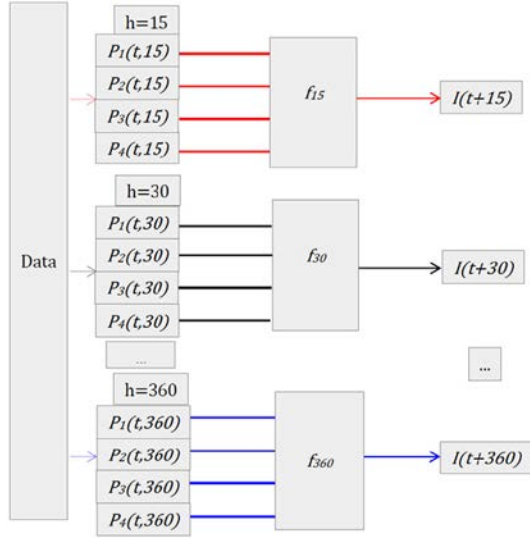 h=15
P₁(t,15)
P₂(t,15)
P₃(t,15)
P₄(t,15)
f₁₅
I(t+15)
Data
h=30
P₁(t,30)
P₂(t,30)
P₃(t,30)
P₄(t,30)
f₃₀
I(t+30)
...
...
h=360
P₁(t,360)
P₂(t,360)
P₃(t,360)
P₄(t,360)
f₃₆₀
I(t+360)